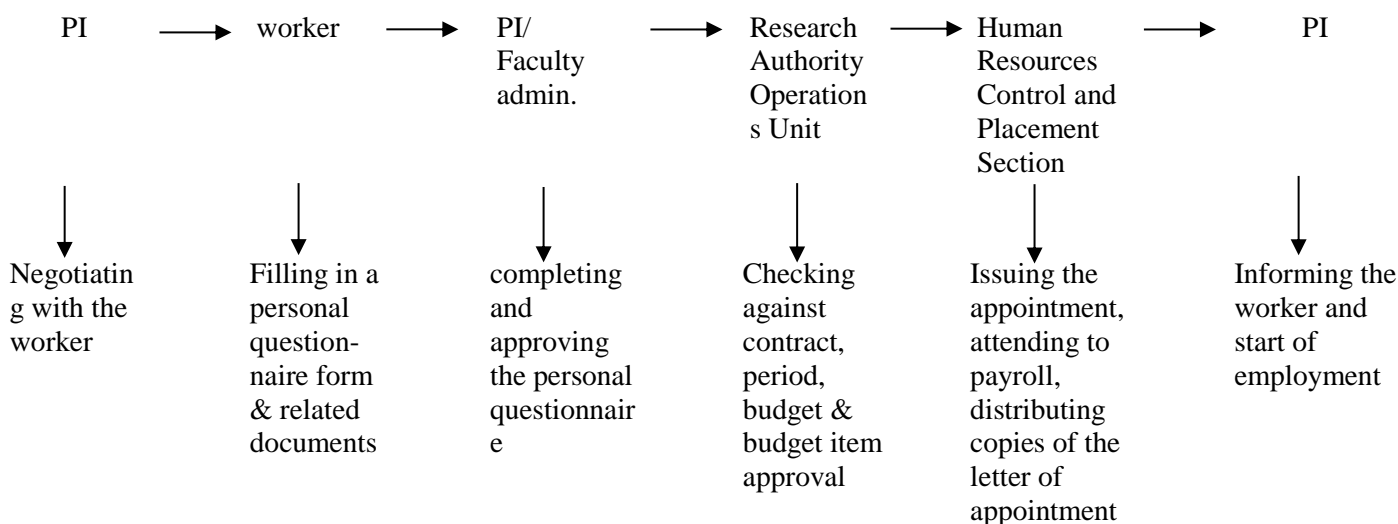 PI
worker
PI/
Faculty
admin.
Research
Authority
Operation
s Unit
Human
Resources
Control and
Placement
Section
PI
Negotiatin
g with the
worker
Filling in a
personal
question-
naire form
& related
documents
completing
and
approving
the personal
questionnair
e
Checking
against
contract,
period,
budget &
budget item
approval
Issuing the
appointment,
attending to
payroll,
distributing
copies of the
letter of
appointment
Informing the
worker and
start of
employment